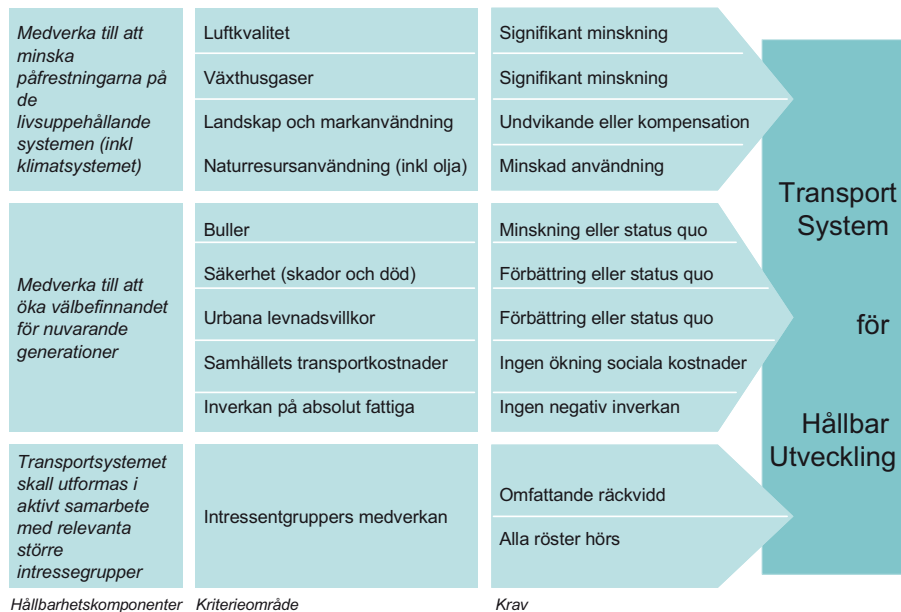 Medverka till att
minska
påfrestningarna på
de
livsuppehållande
systemen (inkl
klimatsystemet)
Luftkvalitet
Växthusgaser
Landskap och markanvändning
Naturresursanvändning (inkl olja)
Signifikant minskning
Signifikant minskning
Undvikande eller kompensation
Minskad användning
Medverka till att
öka välbefinnandet
för nuvarande
generationer
Buller
Säkerhet (skador och död)
Urbana levnadsvillkor
Samhällets transportkostnader
Inverkan på absolut fattiga
Minskning eller status quo
Förbättring eller status quo
Förbättring eller status quo
Ingen ökning sociala kostnader
Ingen negativ inverkan
Transportsystemet
skall utformas i
aktivt samarbete
med relevanta
större
intressegrupper
Intressentgruppers medverkan
Omfattande räckvidd
Alla röster hörs
Transport
System
för
Hållbar
Utveckling
Hållbarhetskomponenter
Kriterieområde
Krav